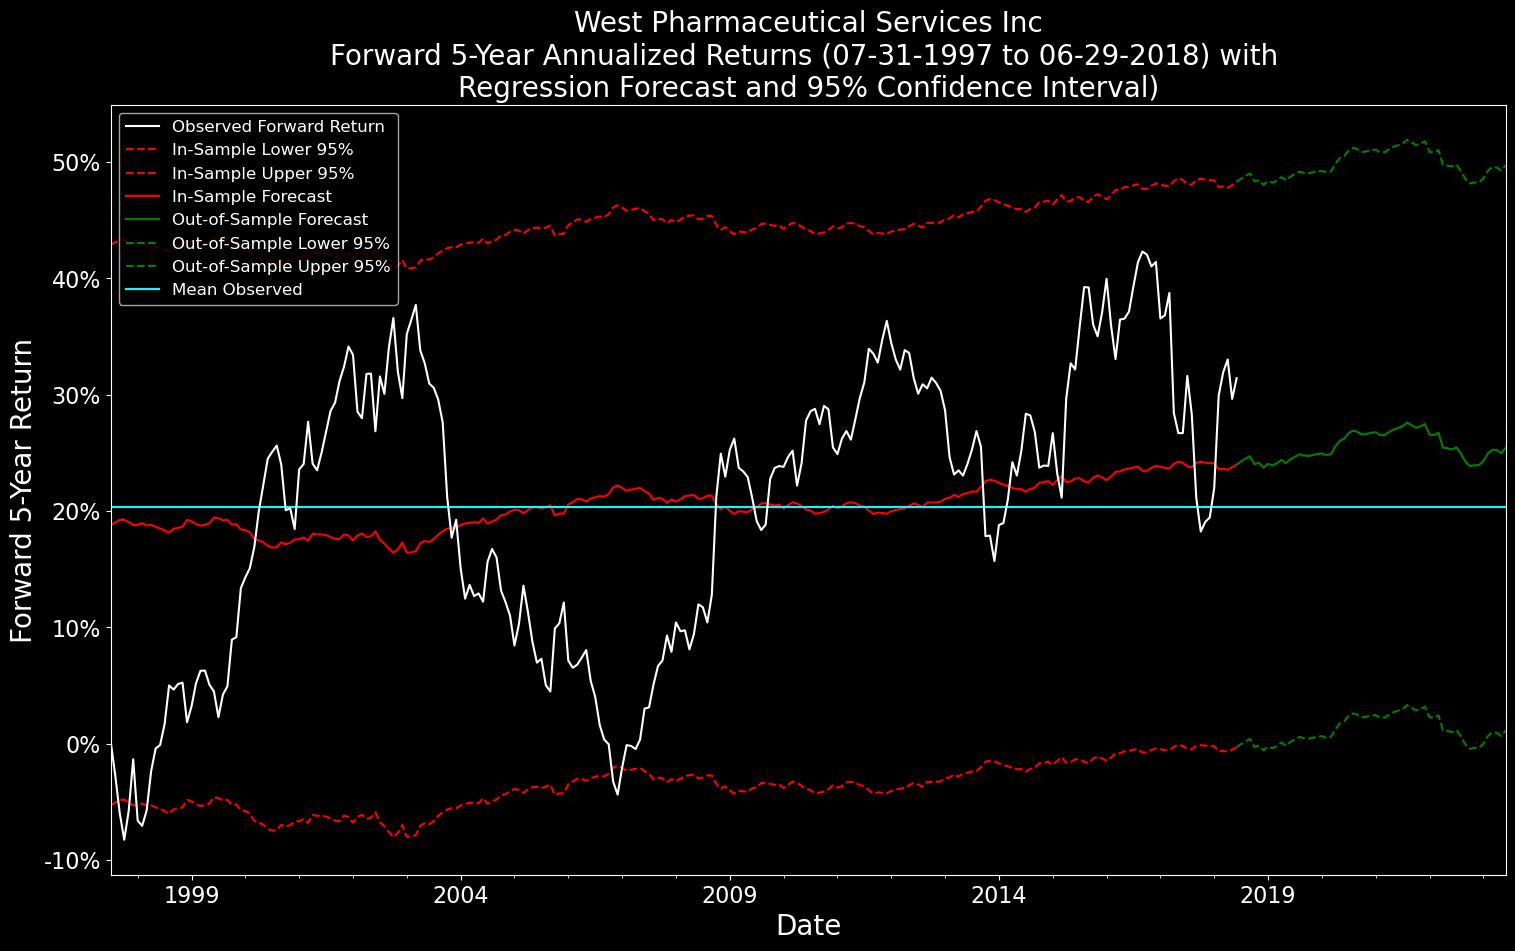 West Pharmaceutical Services Inc
Forward 5-Year Annualized Returns (07-31-1997 to 06-29-2018) with
Regression Forecast and 95% Confidence Interval)
Observed Forward Return
In-Sample Lower 95%
In-Sample Upper 95%
In-Sample Forecast
Out-of-Sample Forecast
Out-of-Sample Lower 95%
Out-of-Sample Upper 95%
Mean Observed
Forward 5-Year Return
50%
40%
30%
20%
10%
0%
-10%
1999
2004
2009
2014
2019
Date